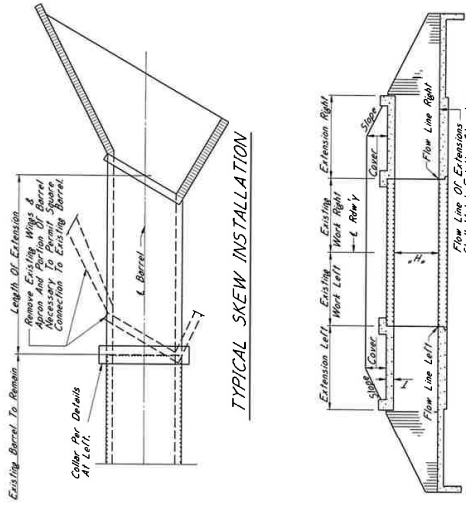 Existing Barrel To Remain
Length Of Extension
Remove Existing Wings &
Apron And Portion Of Barrel
Necessary To Permit Square
Connection To Existing Barrel.
Collar Per Details
At Left.
℄ Barrel
TYPICAL SKEW INSTALLATION
Extension Left
Existing
Work Left
Existing
Work Right
Extension Right
℄ Rdw'y
Slope
Cover
Cover
Slope
"H"
Flow Line Left
Flow Line Right
Flow Line Of Extensions